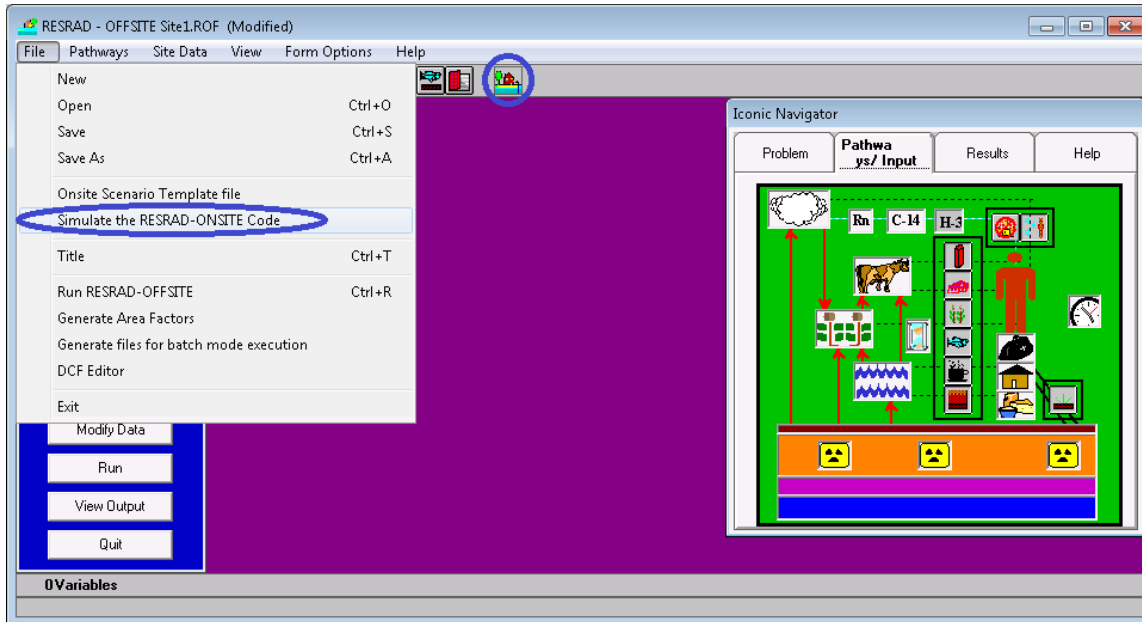 RESRAD - OFFSITE Site1.ROF (Modified)
File Pathways Site Data View Form Options Help
New
Open Ctrl+O
Save Ctrl+S
Save As Ctrl+A
Onsite Scenario Template file
Simulate the RESRAD-ONSITE Code
Title Ctrl+T
Run RESRAD-OFFSITE Ctrl+R
Generate Area Factors
Generate files for batch mode execution
DCF Editor
Exit
Modify Data
Run
View Output
Quit
0 Variables
Iconic Navigator
Problem
Pathwa
ys/ Input
Results
Help
Rn C-14 H-3